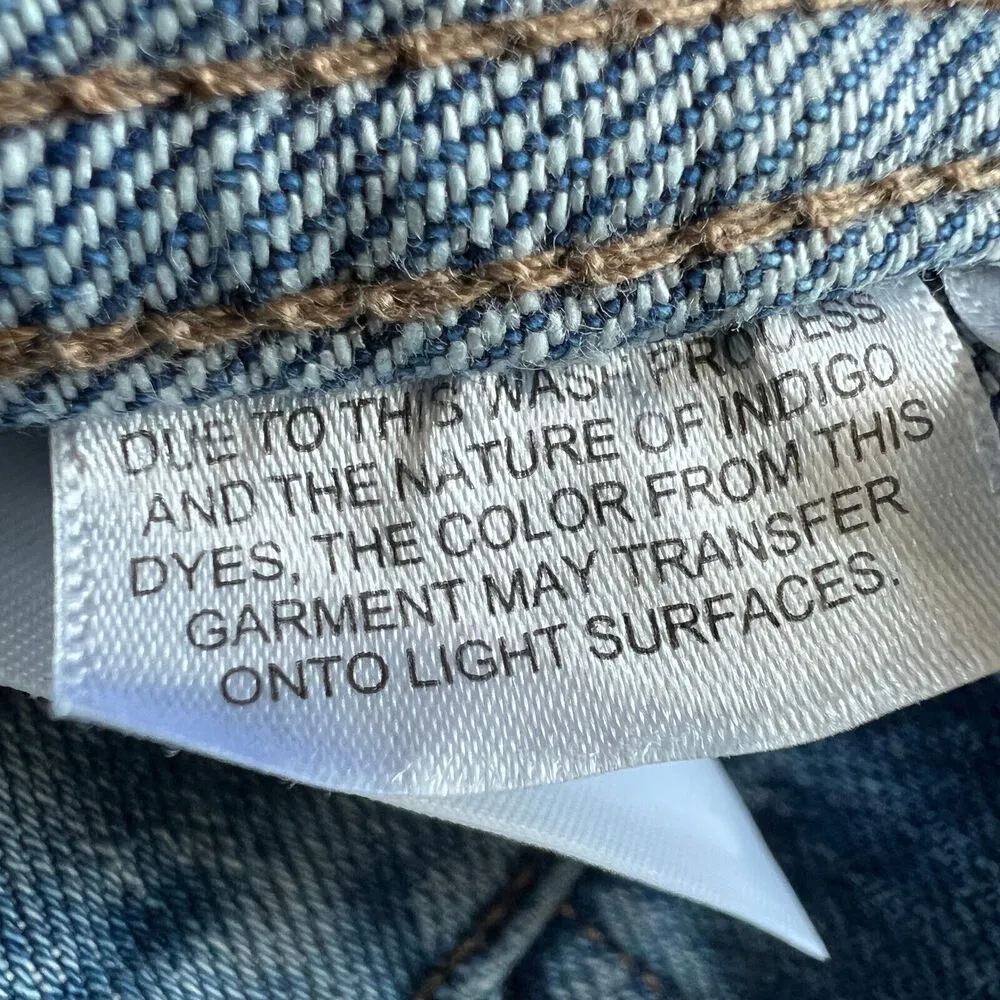 DUE TO THIS WASH PROCESS
AND THE NATURE OF INDIGO
DYES, THE COLOR FROM THIS
GARMENT MAY TRANSFER
ONTO LIGHT SURFACES.